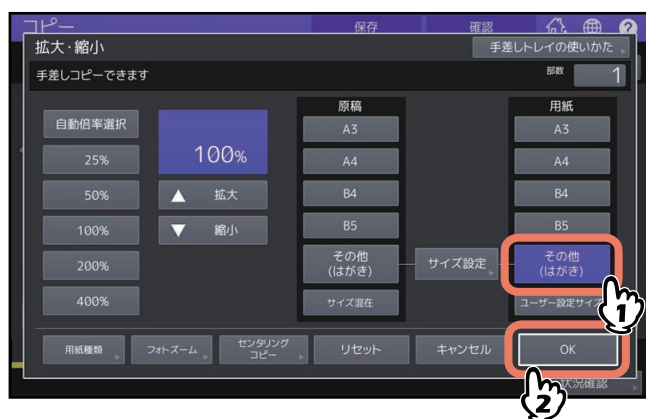 コピー
保存
確認
?
拡大・縮小
手差しトレイの使いかた
手差しコピーできます
部数
1
原稿
用紙
自動倍率選択
A3
A3
25%
100%
A4
A4
50%
拡大
B4
B4
100%
縮小
B5
B5
200%
その他
(はがき)
サイズ設定
その他
(はがき)
400%
サイズ混在
ユーザー設定サイズ
1
用紙種類
フォトズーム
センタリング
コピー
リセット
キャンセル
OK
状況確認
2